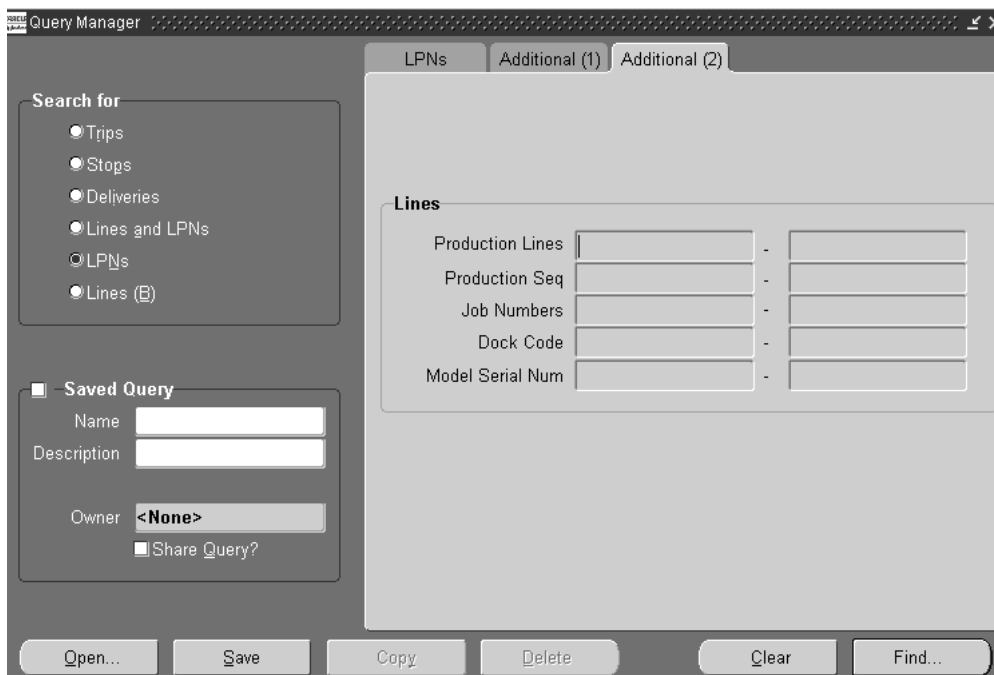 Query Manager
LPNs
Additional (1)
Additional (2)
Search for
Trips
Stops
Deliveries
Lines and LPNs
LPNs
Lines (B)
Saved Query
Name
Description
Owner <None>
Share Query?
Lines
Production Lines -
Production Seq -
Job Numbers -
Dock Code -
Model Serial Num -
Open...
Save
Copy
Delete
Clear
Find...